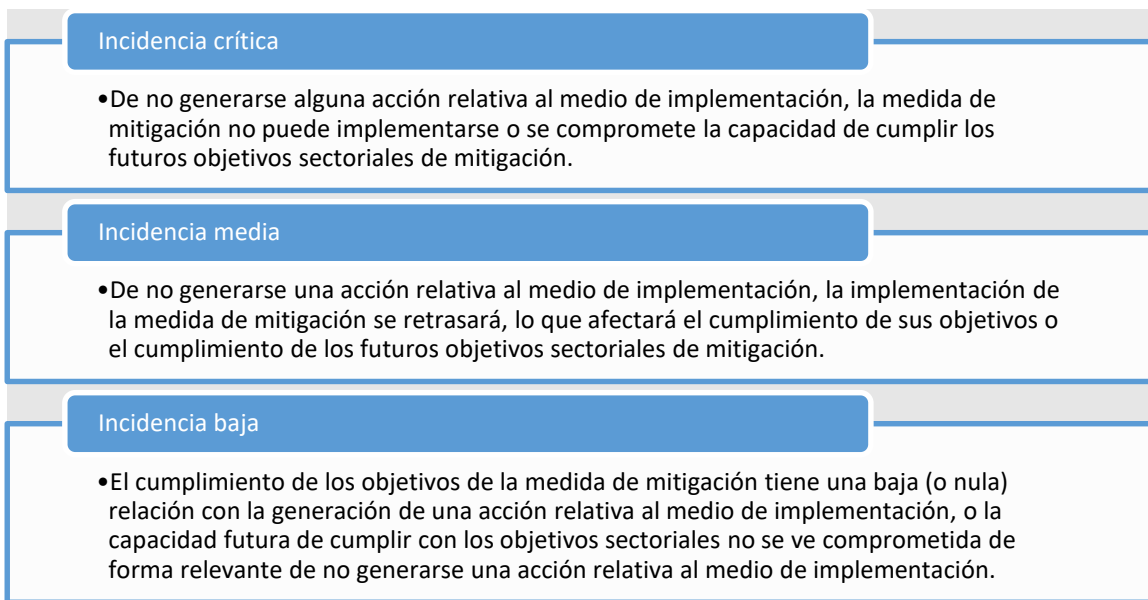 Incidencia crítica
•De no generarse alguna acción relativa al medio de implementación, la medida de
mitigación no puede implementarse o se compromete la capacidad de cumplir los
futuros objetivos sectoriales de mitigación.
Incidencia media
•De no generarse una acción relativa al medio de implementación, la implementación de
la medida de mitigación se retrasará, lo que afectará el cumplimiento de sus objetivos o
el cumplimiento de los futuros objetivos sectoriales de mitigación.
Incidencia baja
•El cumplimiento de los objetivos de la medida de mitigación tiene una baja (o nula)
relación con la generación de una acción relativa al medio de implementación, o la
capacidad futura de cumplir con los objetivos sectoriales no se ve comprometida de
forma relevante de no generarse una acción relativa al medio de implementación.